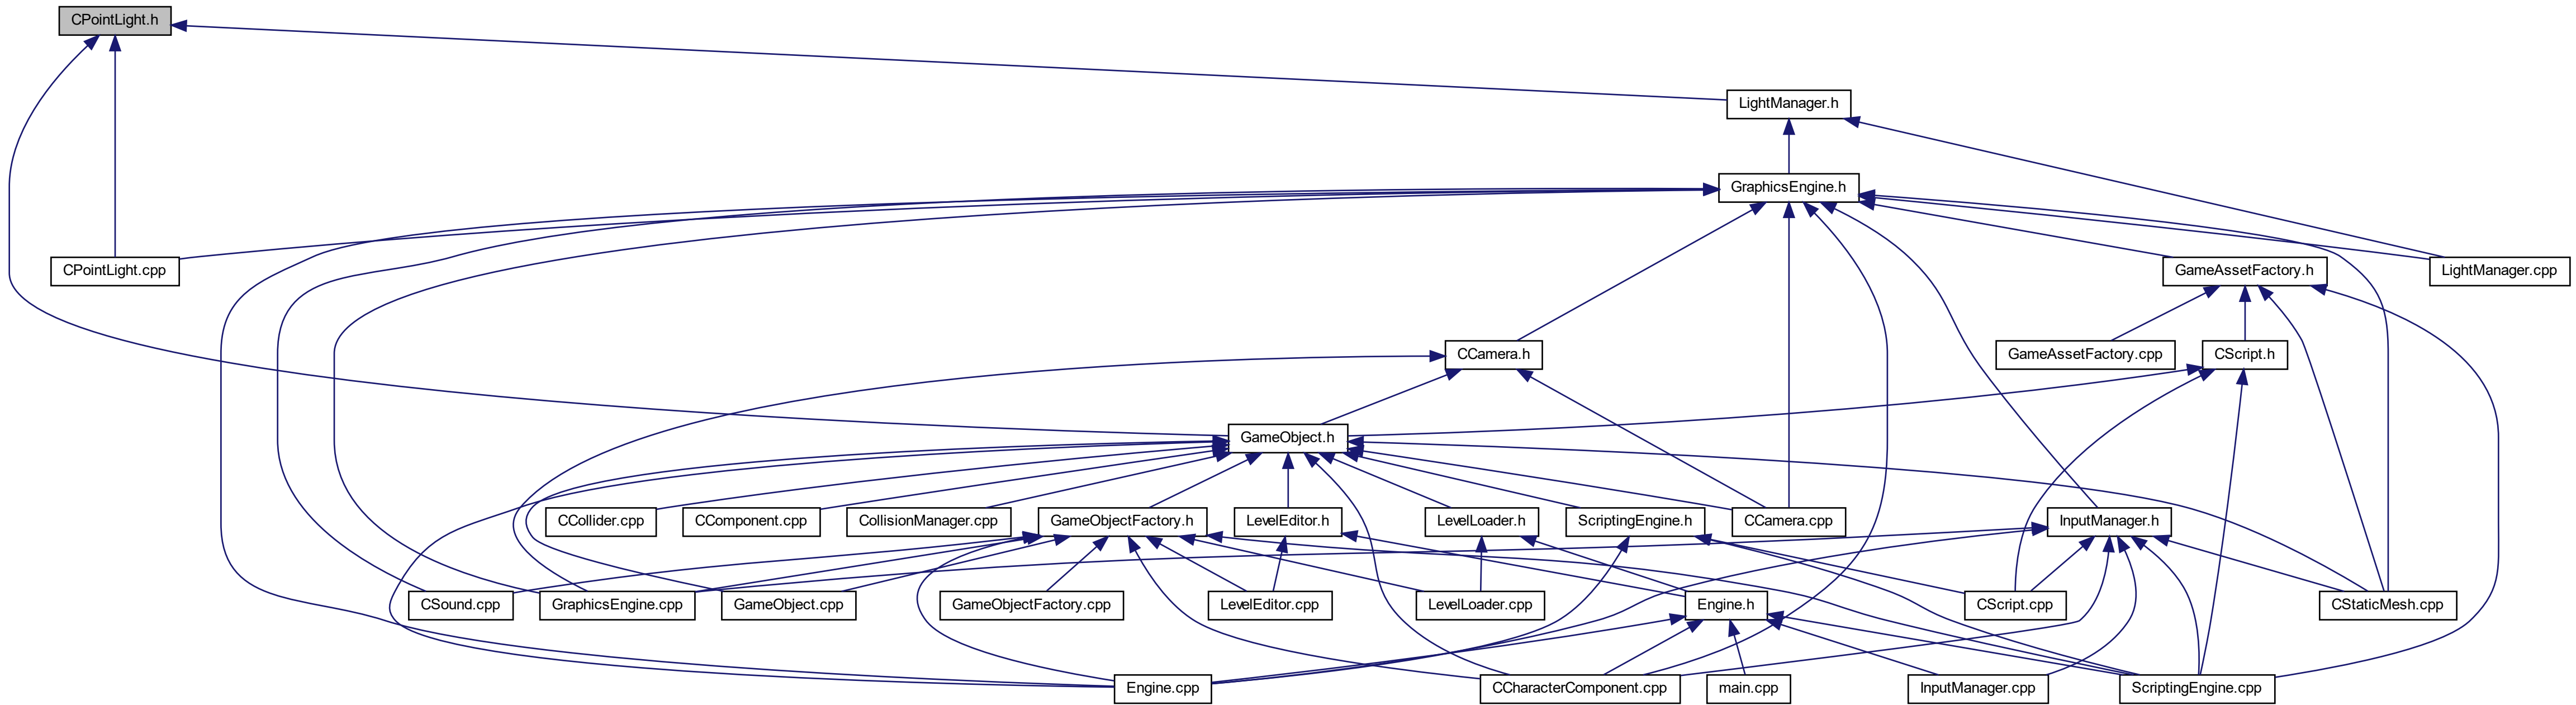 CPointLight.h
LightManager.h
GraphicsEngine.h
CPointLight.cpp
GameAssetFactory.h
LightManager.cpp
CCamera.h
GameAssetFactory.cpp
CScript.h
GameObject.h
CCollider.cpp
CComponent.cpp
CollisionManager.cpp
GameObjectFactory.h
LevelEditor.h
LevelLoader.h
ScriptingEngine.h
CCamera.cpp
InputManager.h
CSound.cpp
GraphicsEngine.cpp
GameObject.cpp
GameObjectFactory.cpp
LevelEditor.cpp
LevelLoader.cpp
Engine.h
CScript.cpp
CStaticMesh.cpp
Engine.cpp
CCharacterComponent.cpp
main.cpp
InputManager.cpp
ScriptingEngine.cpp